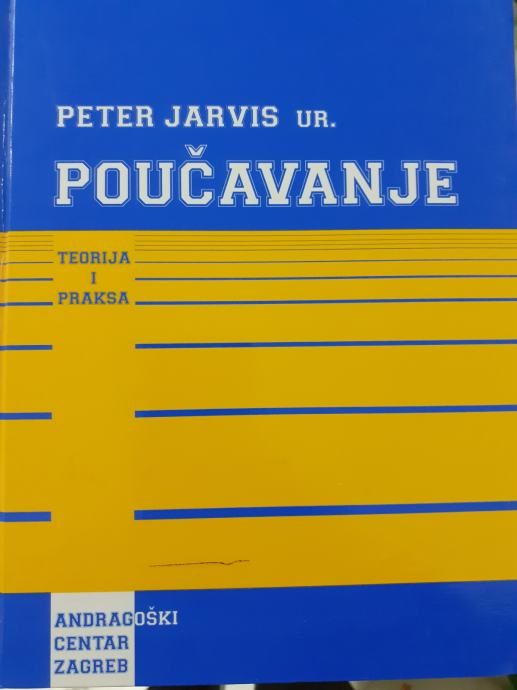 PETER JARVIS UR.
POUČAVANJE
TEORIJA
I
PRAKSA
ANDRAGOŠKI
CENTAR
ZAGREB